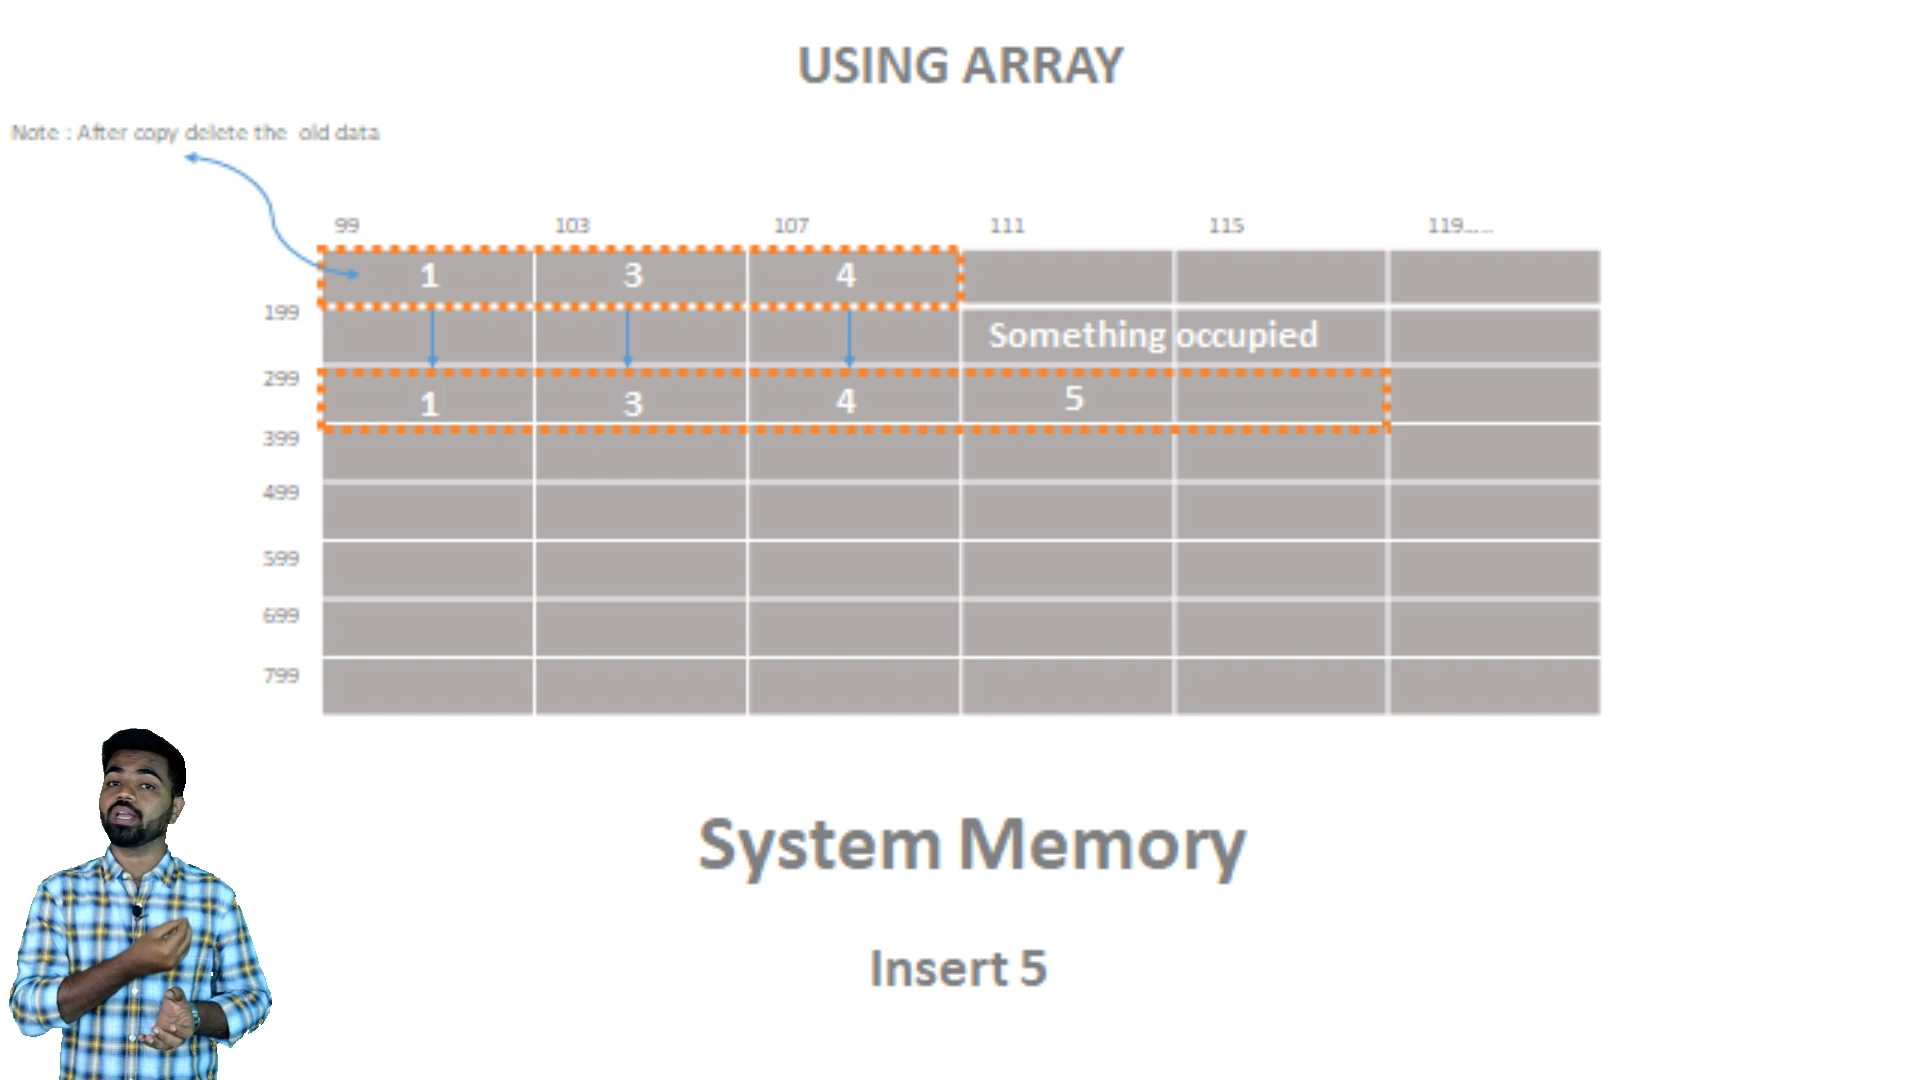 USING ARRAY
Note : After copy delete the old data
99 103 107 111 115 119......
1 3 4
199
Something occupied
299
1 3 4 5
399
499
599
699
799
System Memory
Insert 5